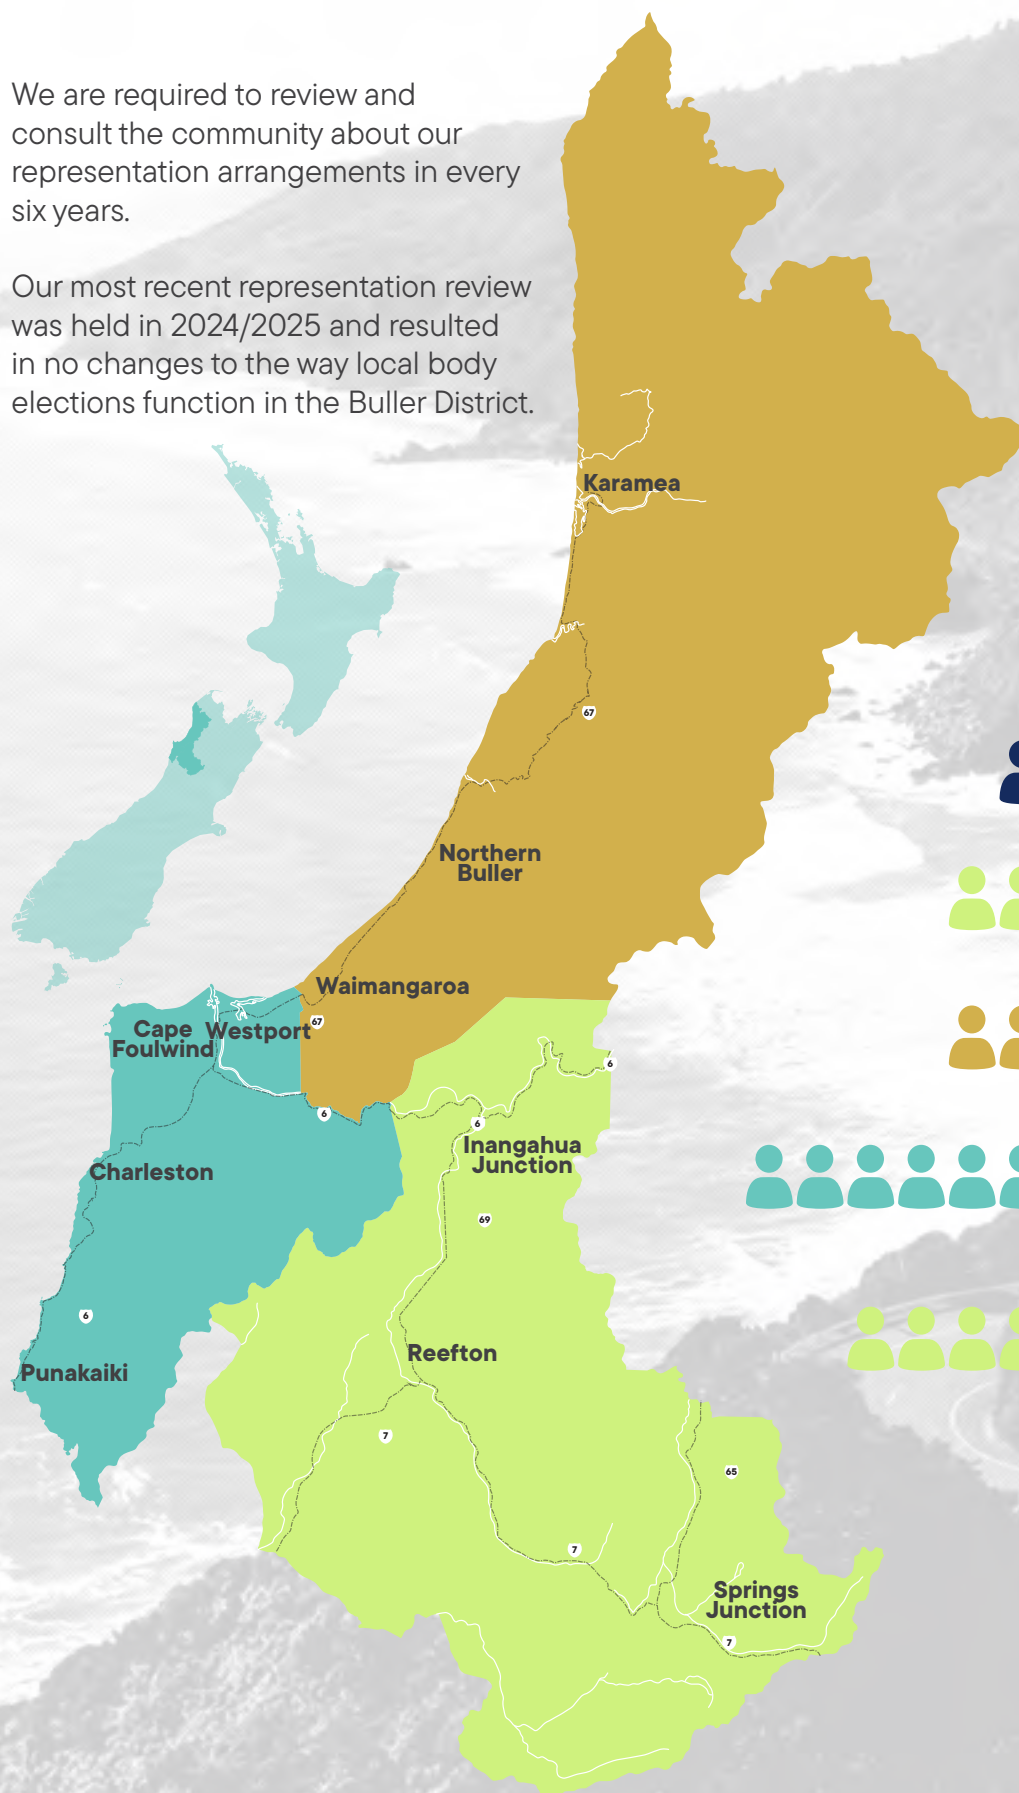 We are required to review and
consult the community about our
representation arrangements in every
six years.
Our most recent representation review
was held in 2024/2025 and resulted
in no changes to the way local body
elections function in the Buller District.
Karamea
67
Northern
Buller
Waimangaroa
Cape
Foulwind
Westport
67
6
6
6
Inangahua
Junction
Charleston
69
6
Reefton
Punakaiki
7
65
7
Springs
Junction
7